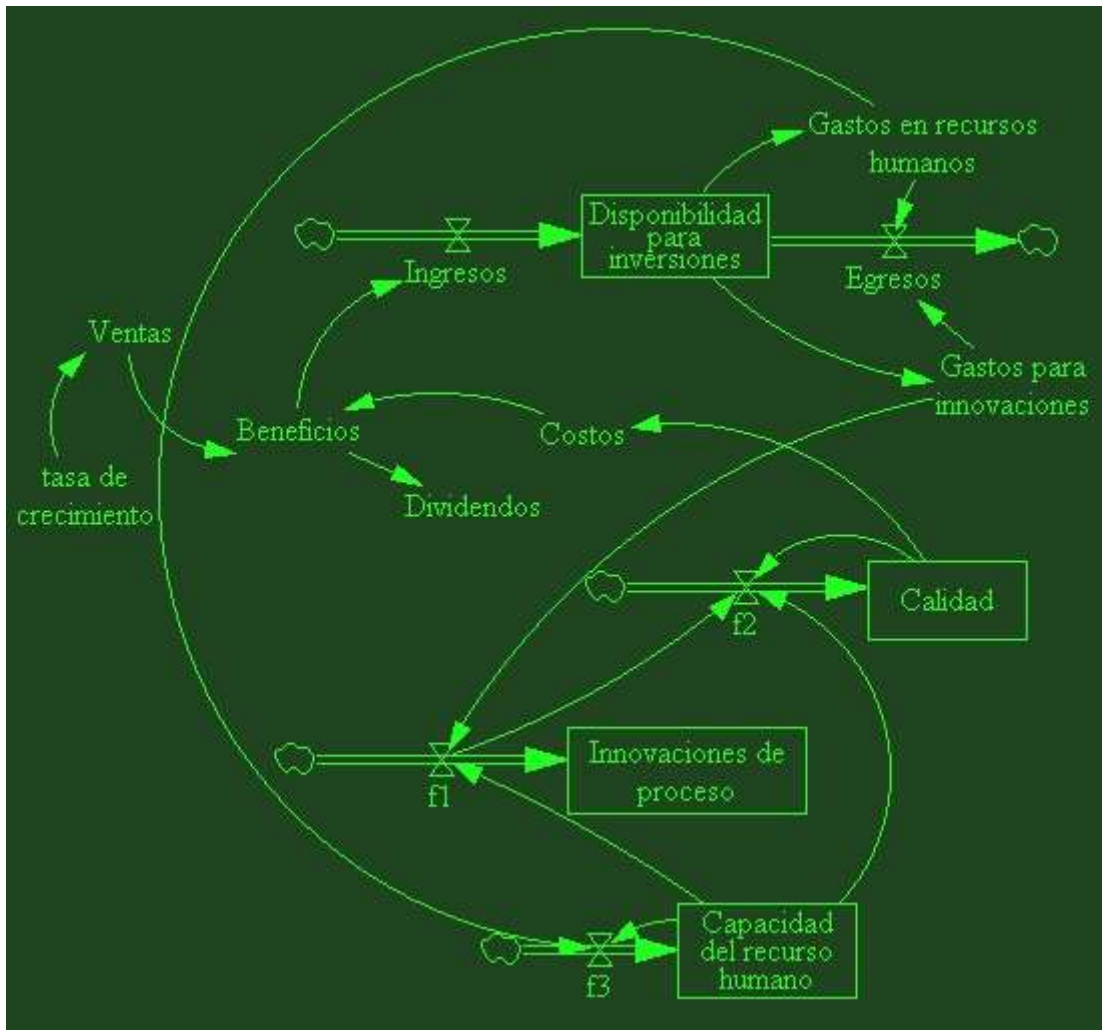 Gastos en recursos
humanos
Disponibilidad
para
inversiones
Ingresos
Egresos
Ventas
Gastos para
innovaciones
Beneficios
Costos
tasa de
crecimiento
Dividendos
Calidad
f2
Innovaciones de
proceso
f1
Capacidad
del recurso
humano
f3